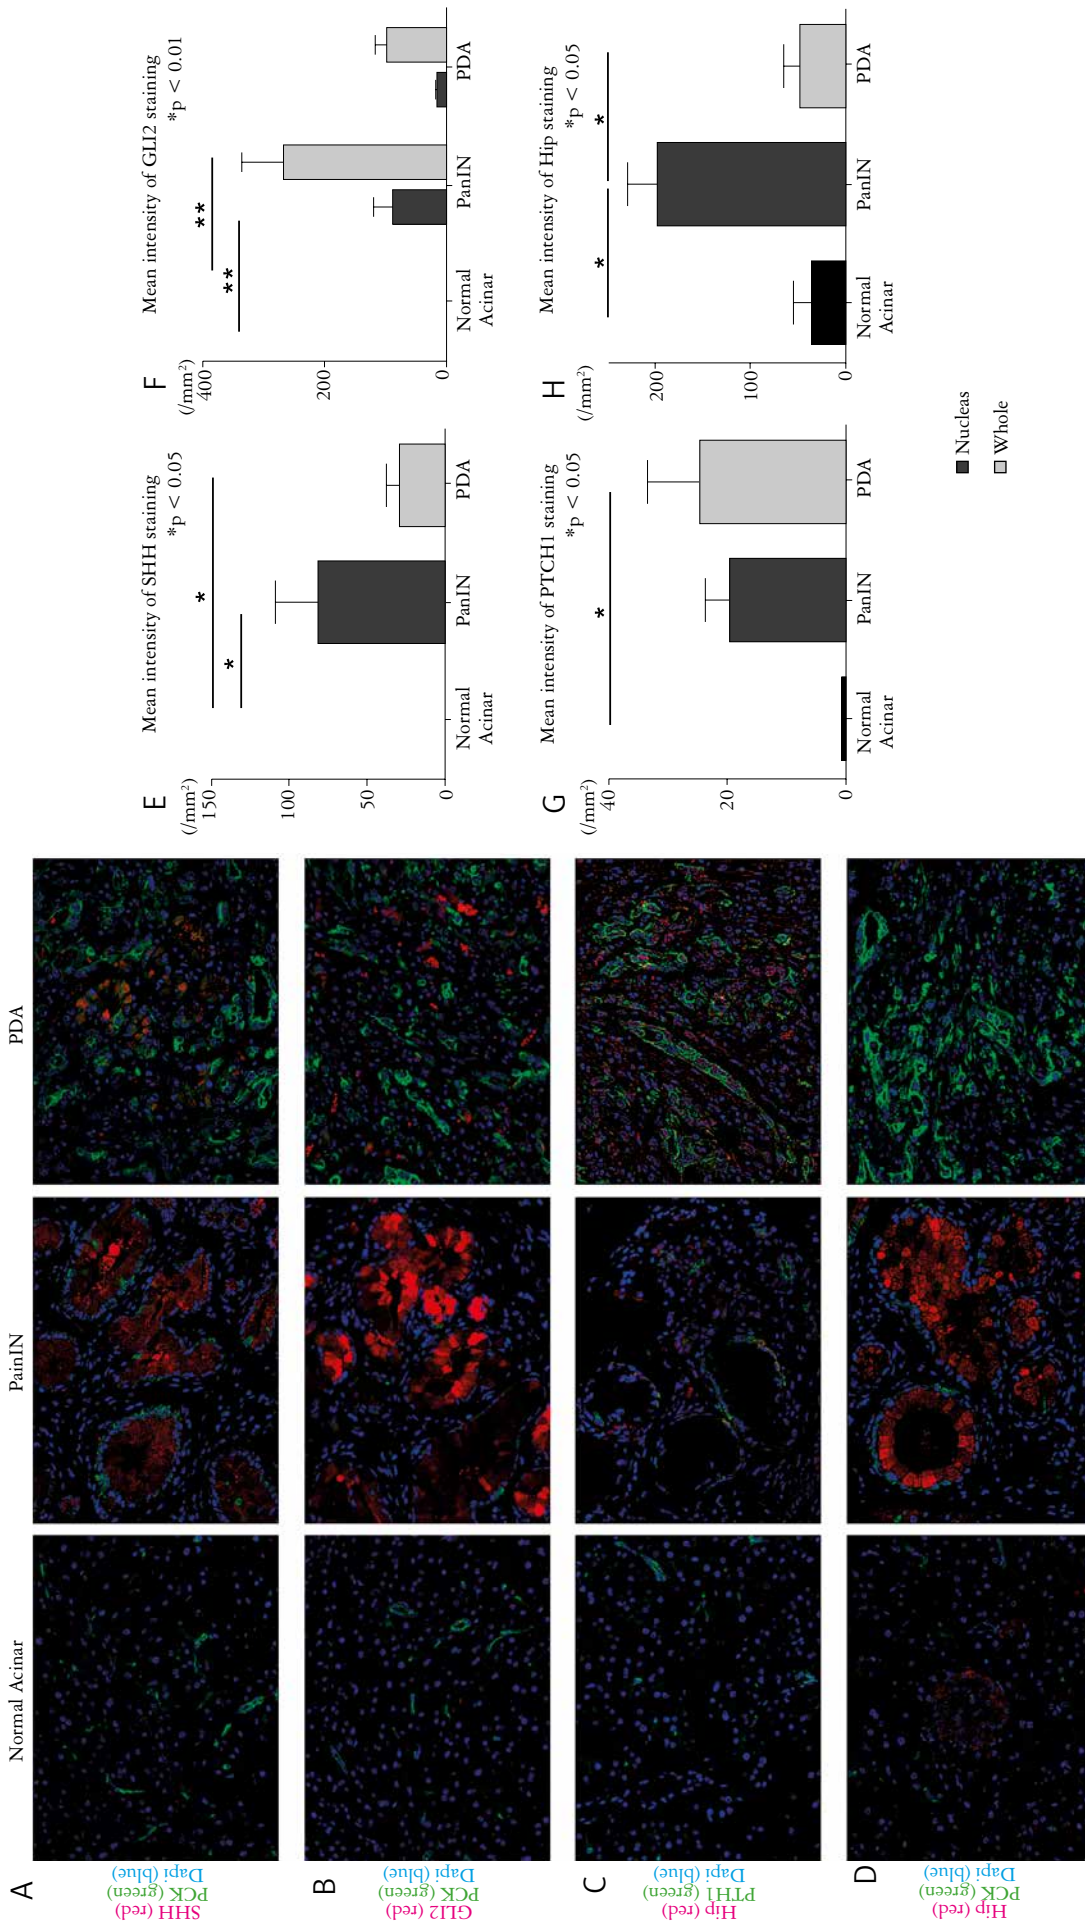 A
Normal Acinar
PainIN
PDA
SHH (red)
PCK (green)
Dapi (blue)
B
GLI2 (red)
PCK (green)
Dapi (blue)
C
Hip (red)
PTH1 (green)
Dapi (blue)
D
Hip (red)
PCK (green)
Dapi (blue)
E
Mean intensity of SHH staining
*p < 0.05
(/mm²)
150
100
50
0
*
*
Normal
Acinar
PanIN
PDA
F
Mean intensity of GLI2 staining
*p < 0.01
(/mm²)
400
200
0
**
**
Normal
Acinar
PanIN
PDA
G
Mean intensity of PTCH1 staining
*p < 0.05
(/mm²)
40
20
0
*
Normal
Acinar
PanIN
PDA
H
Mean intensity of Hip staining
*p < 0.05
(/mm²)
200
100
0
*
*
Normal
Acinar
PanIN
PDA
Nucleas
Whole